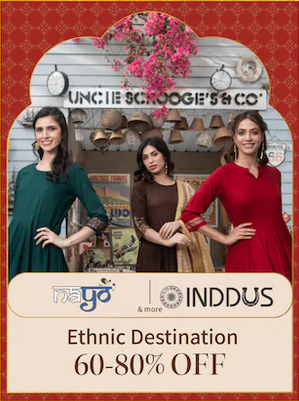 UNCLE SCROOGE'S & CO'
nayo
& more
INDDUS
Ethnic Destination
60-80% OFF